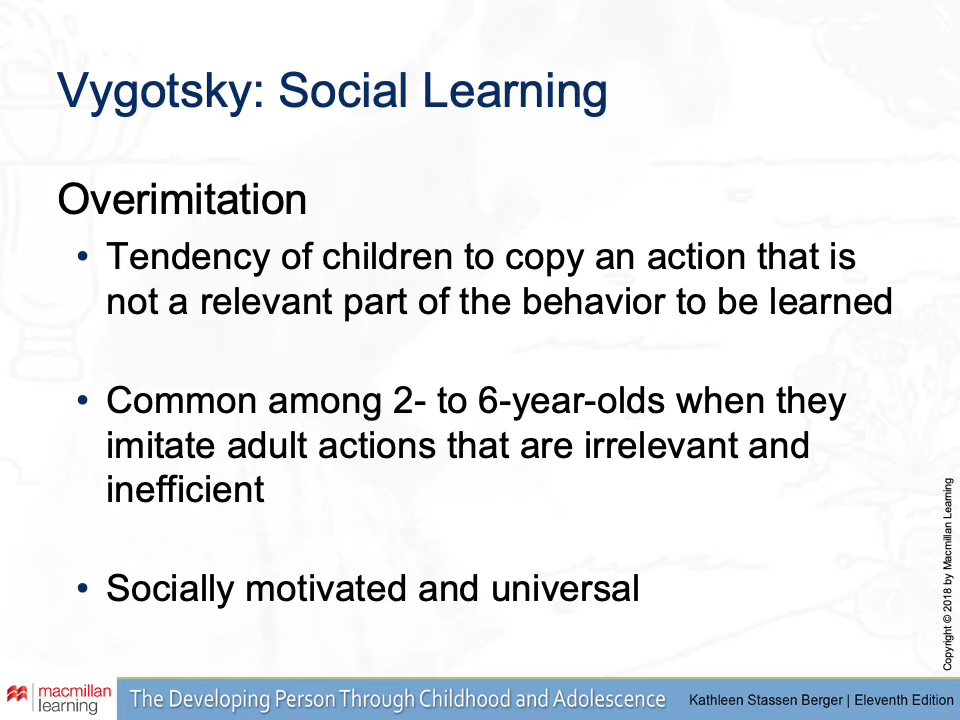 Vygotsky: Social Learning
Overimitation
• Tendency of children to copy an action that is
not a relevant part of the behavior to be learned
• Common among 2- to 6-year-olds when they
imitate adult actions that are irrelevant and
inefficient
• Socially motivated and universal
Copyright © 2018 by Macmillan Learning
macmillan
learning
The Developing Person Through Childhood and Adolescence
Kathleen Stassen Berger | Eleventh Edition